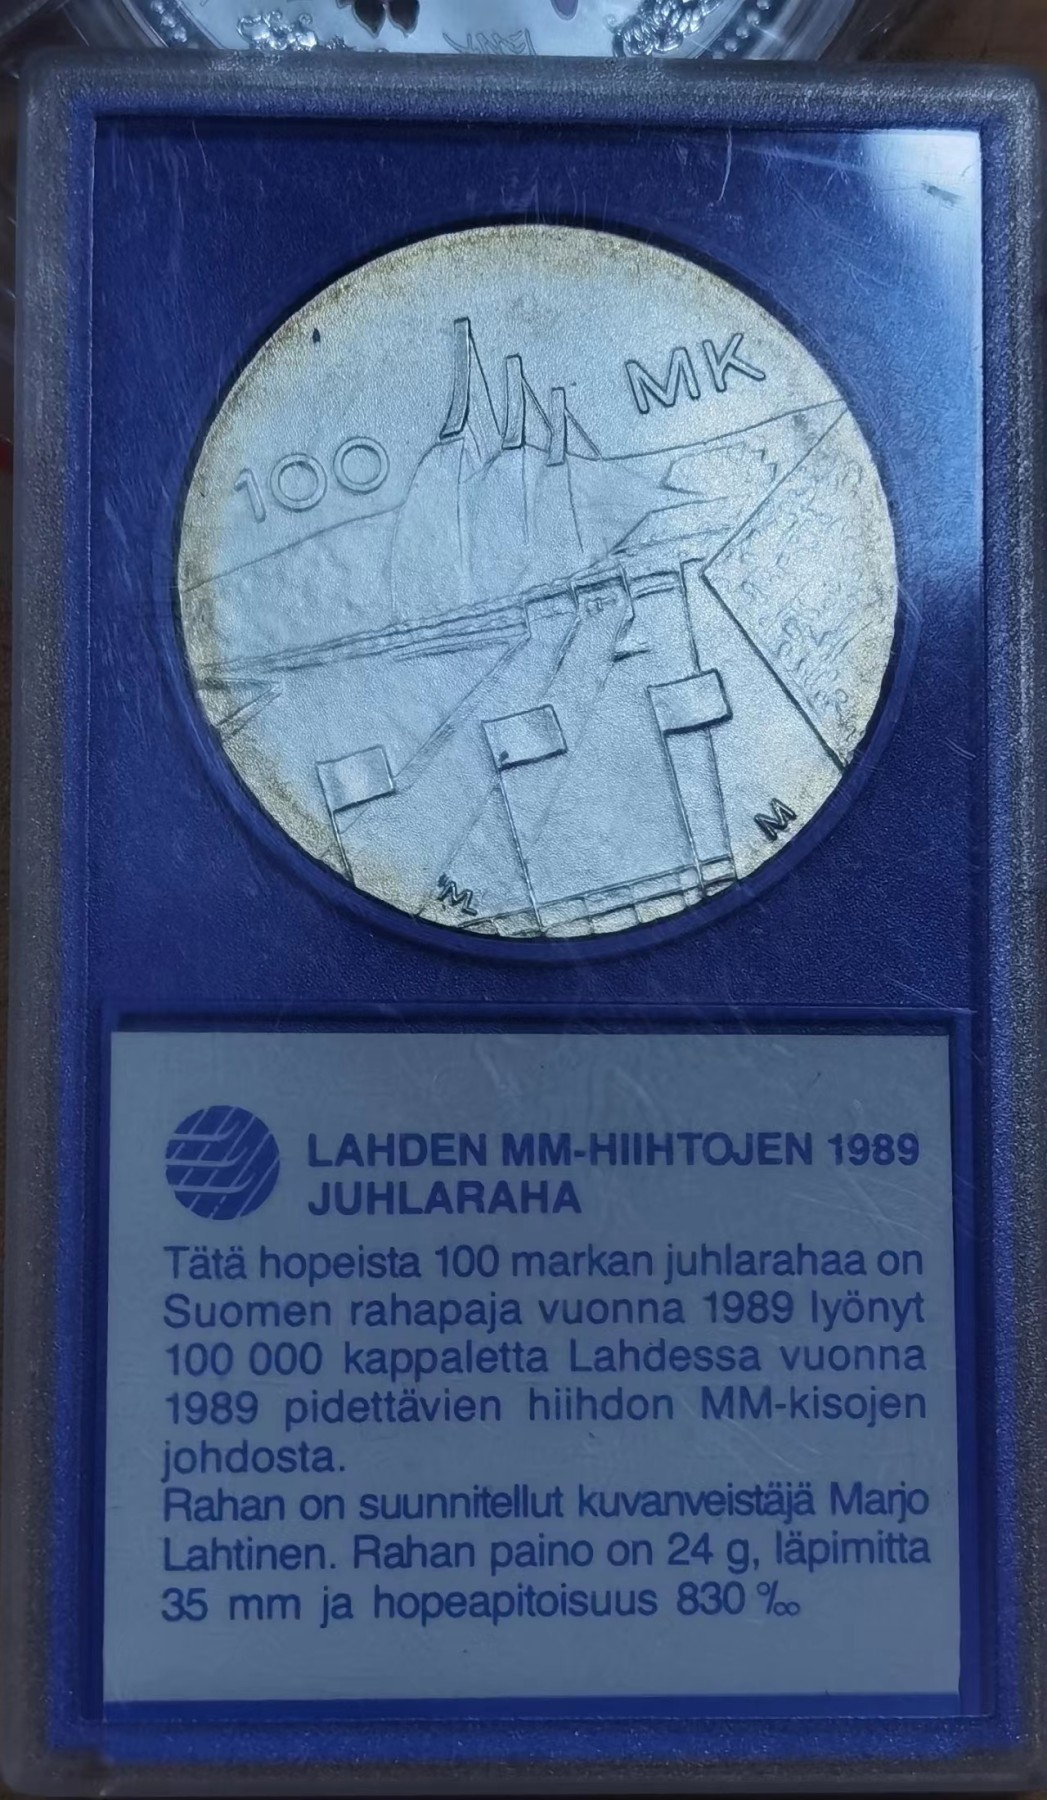 100 MK
M
M
LAHDEN MM-HIIHTOJEN 1989
JUHLARAHA
Tätä hopeista 100 markan juhlarahaa on
Suomen rahapaja vuonna 1989 lyönyt
100 000 kappaletta Lahdessa vuonna
1989 pidettävien hiihdon MM-kisojen
johdosta.
Rahan on suunnitellut kuvanveistäjä Marjo
Lahtinen. Rahan paino on 24 g, läpimitta
35 mm ja hopeapitoisuus 830 ‰